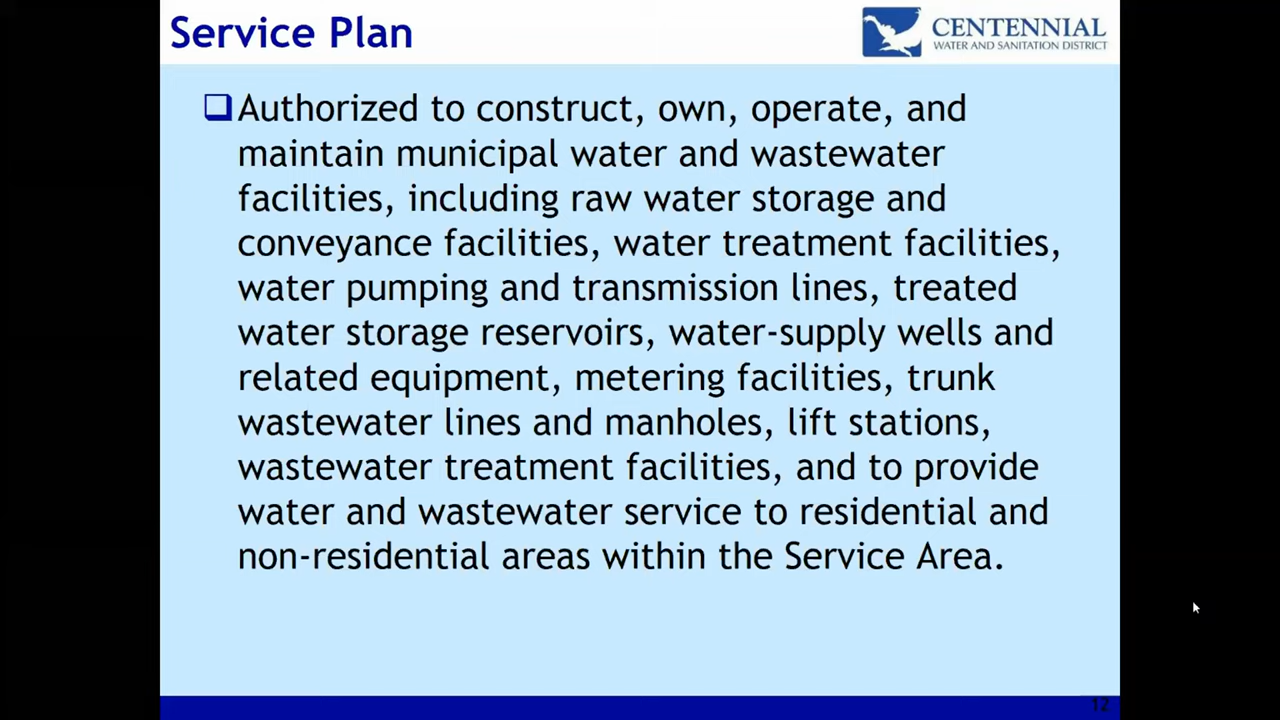 Service Plan
CENTENNIAL
WATER AND SANITATION DISTRICT
Authorized to construct, own, operate, and
maintain municipal water and wastewater
facilities, including raw water storage and
conveyance facilities, water treatment facilities,
water pumping and transmission lines, treated
water storage reservoirs, water-supply wells and
related equipment, metering facilities, trunk
wastewater lines and manholes, lift stations,
wastewater treatment facilities, and to provide
water and wastewater service to residential and
non-residential areas within the Service Area.
12